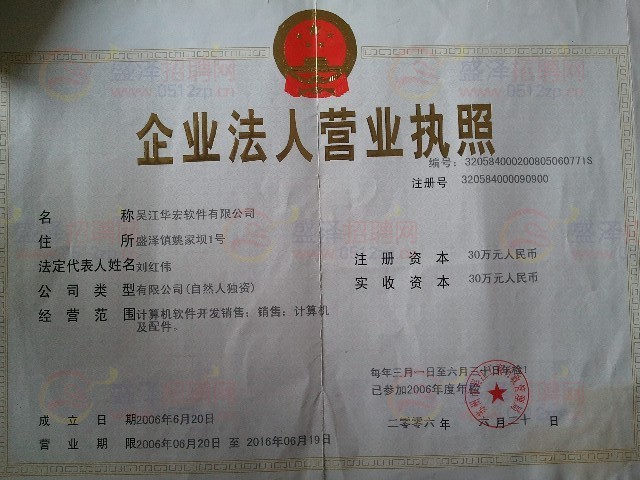 企业法人营业执照
编号: 320584000200805060771S
注册号 320584000090900
名 称 吴江华宏软件有限公司
住 所 盛泽镇姚家坝1号
法定代表人姓名 刘红伟
注 册 资 本 30万元人民币
公 司 类 型 有限公司(自然人独资)
实 收 资 本 30万元人民币
经 营 范 围 计算机软件开发销售;销售:计算机
及配件。
每年三月一日至六月三十日年检!
已参加2006年度年检
成 立 日 期 2006年6月20日
二零零六 年 六 月 二十 日
营 业 期 限 2006年06月20日 至 2016年06月19日
盛泽招聘网
www.0512zp.cn